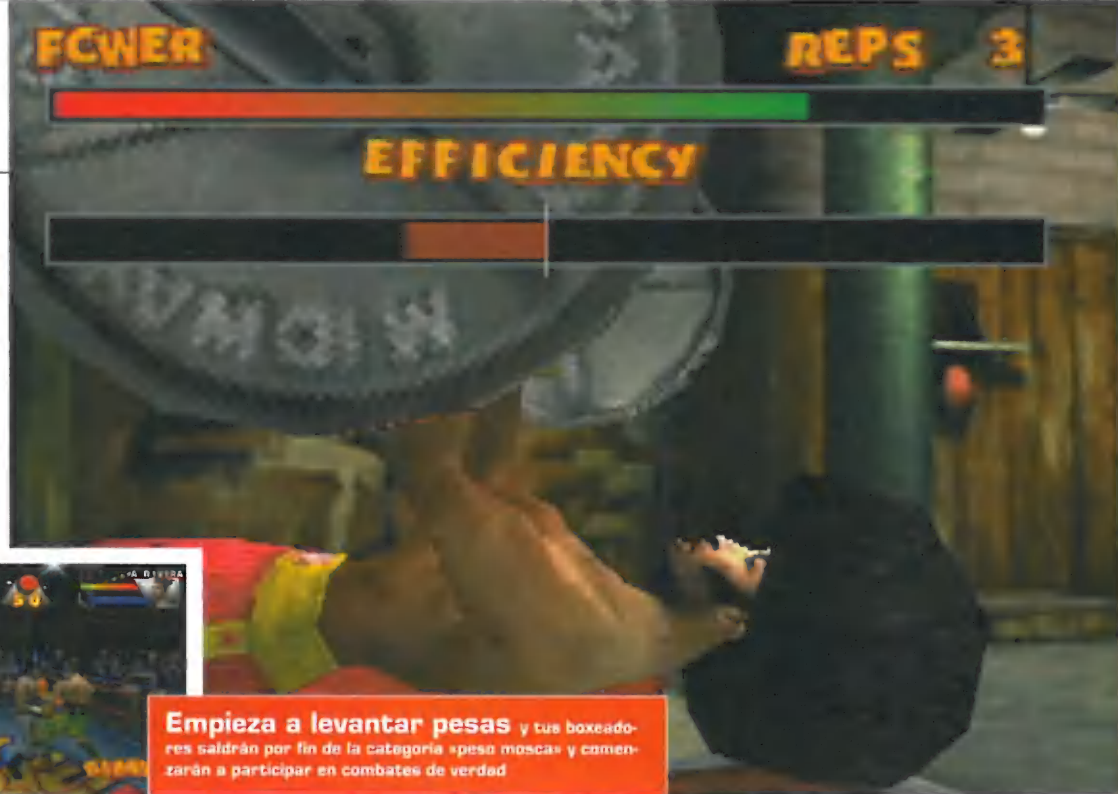 POWER
REPS 3
EFFICIENCY
Empieza a levantar pesas y tus boxeado-
res saldrán por fin de la categoría «peso mosca» y comen-
zarán a participar en combates de verdad